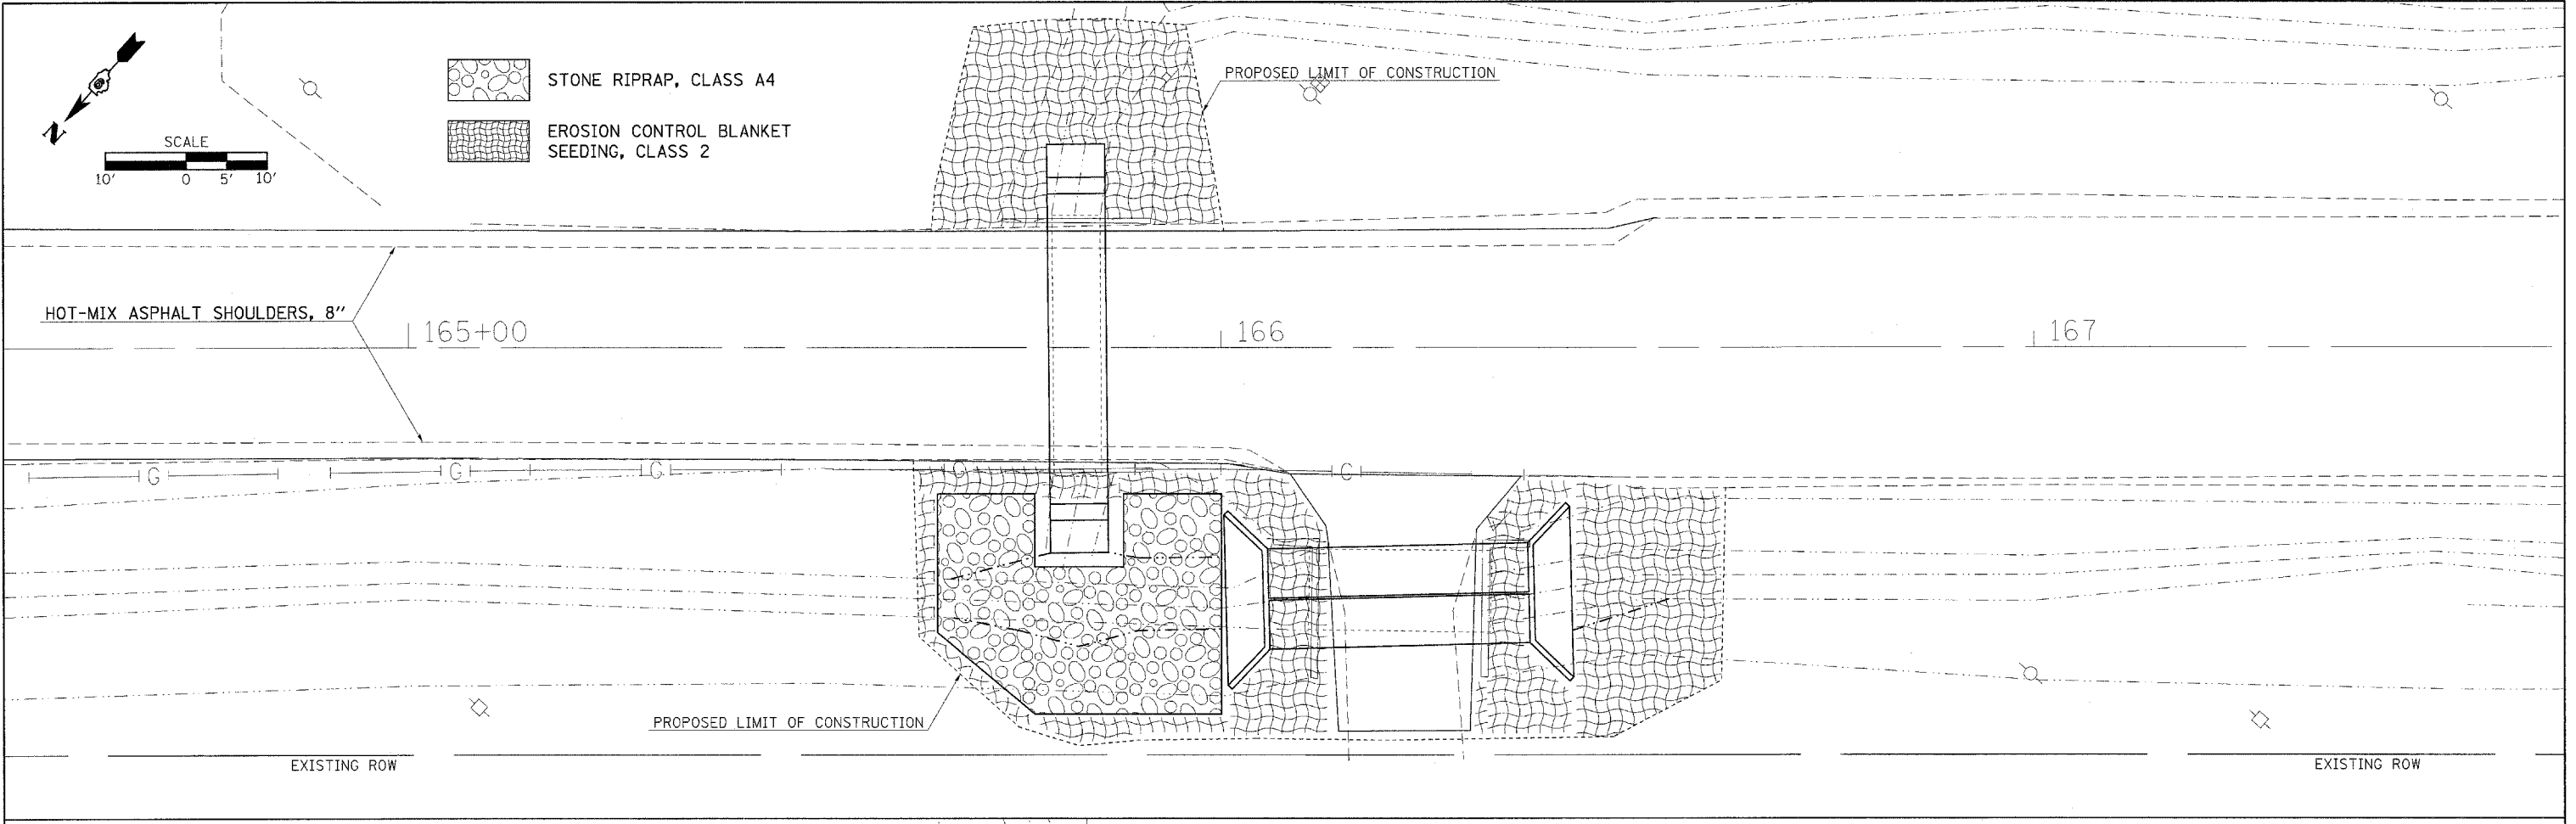 STONE RIPRAP, CLASS A4
EROSION CONTROL BLANKET
SEEDING, CLASS 2
PROPOSED LIMIT OF CONSTRUCTION
N
SCALE
10' 0 5' 10'
HOT-MIX ASPHALT SHOULDERS, 8"
165+00 166 167
G G G G G
PROPOSED LIMIT OF CONSTRUCTION
EXISTING ROW EXISTING ROW